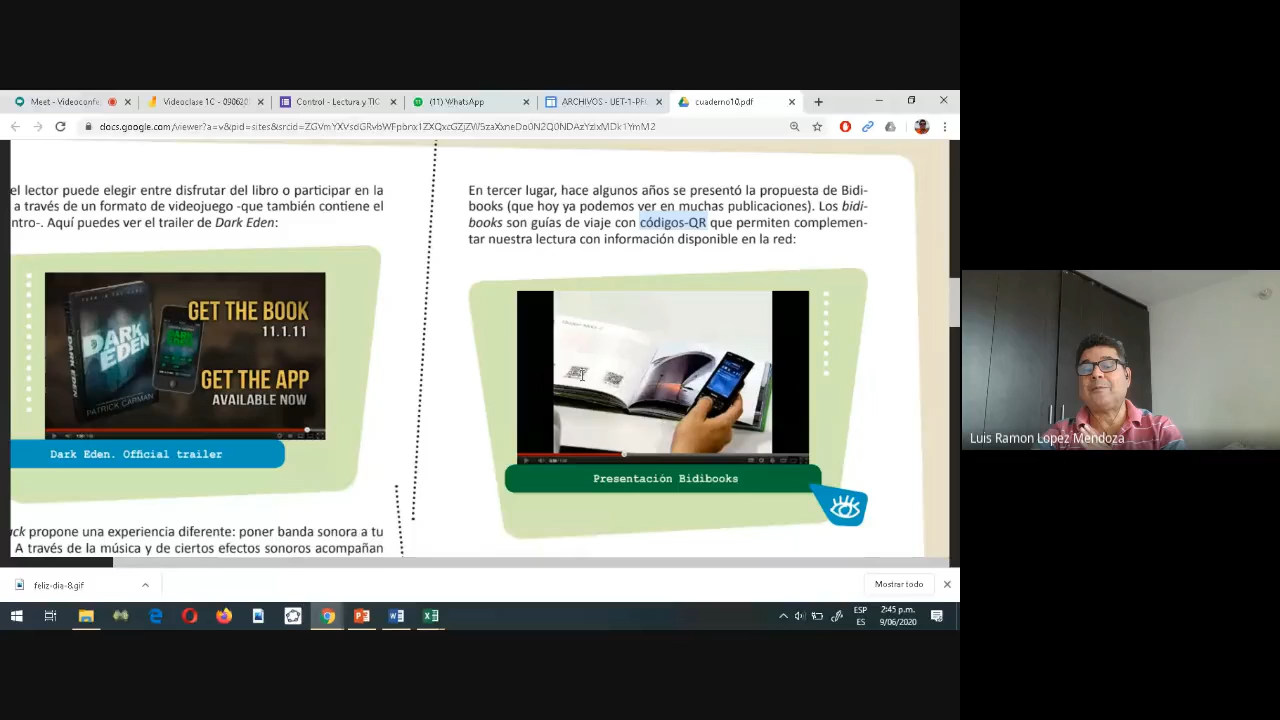 Meet - Videoconfe
Videoclase 1C - 090620
Control - Lectura y TIC
(11) WhatsApp
ARCHIVOS - UET-1-PF
cuaderno10.pdf
el lector puede elegir entre disfrutar del libro o participar en la
a través de un formato de videojuego -que también contiene el
ntro-. Aquí puedes ver el trailer de Dark Eden:
GET THE BOOK
11.1.11
DARK
EDEN
DARK EDEN
GET THE APP
AVAILABLE NOW
PATRICK CARMAN
Dark Eden. Official trailer
ck propone una experiencia diferente: poner banda sonora a tu
A través de la música y de ciertos efectos sonoros acompañan
En tercer lugar, hace algunos años se presentó la propuesta de Bidi-
books (que hoy ya podemos ver en muchas publicaciones). Los bidi-
books son guías de viaje con códigos-QR que permiten complemen-
tar nuestra lectura con información disponible en la red:
Presentación Bidibooks
Luis Ramon Lopez Mendoza
feliz-dia-8.gif
Mostrar todo
ESP
ES
2:45 p.m.
9/06/2020